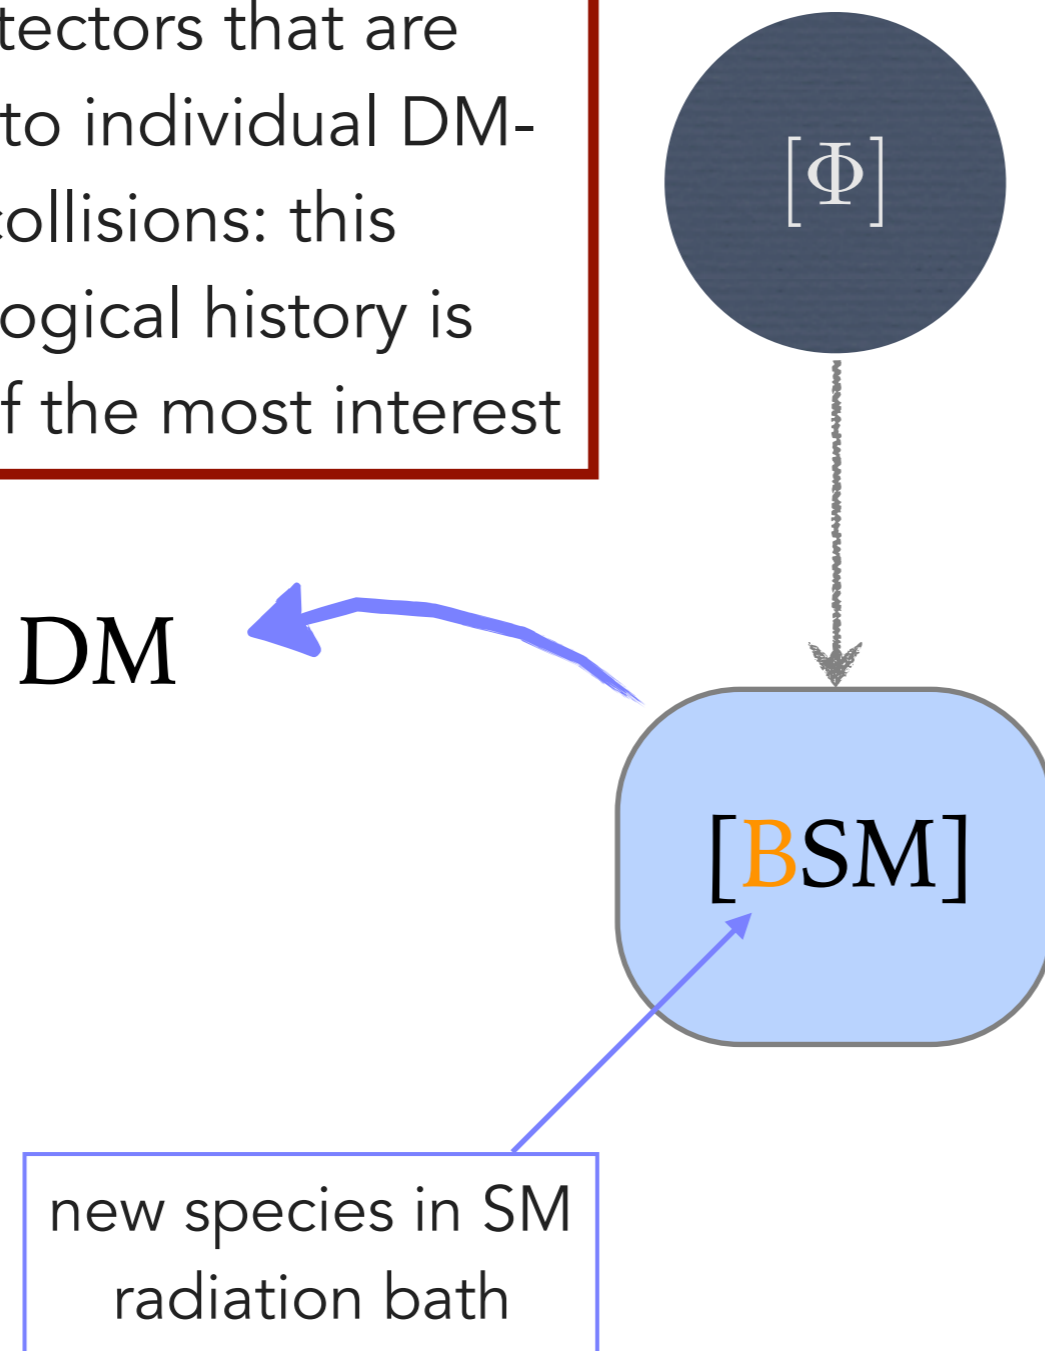 tectors that are
to individual DM-
collisions: this
ogical history is
f the most interest
[Φ]
DM
[BSM]
new species in SM
radiation bath